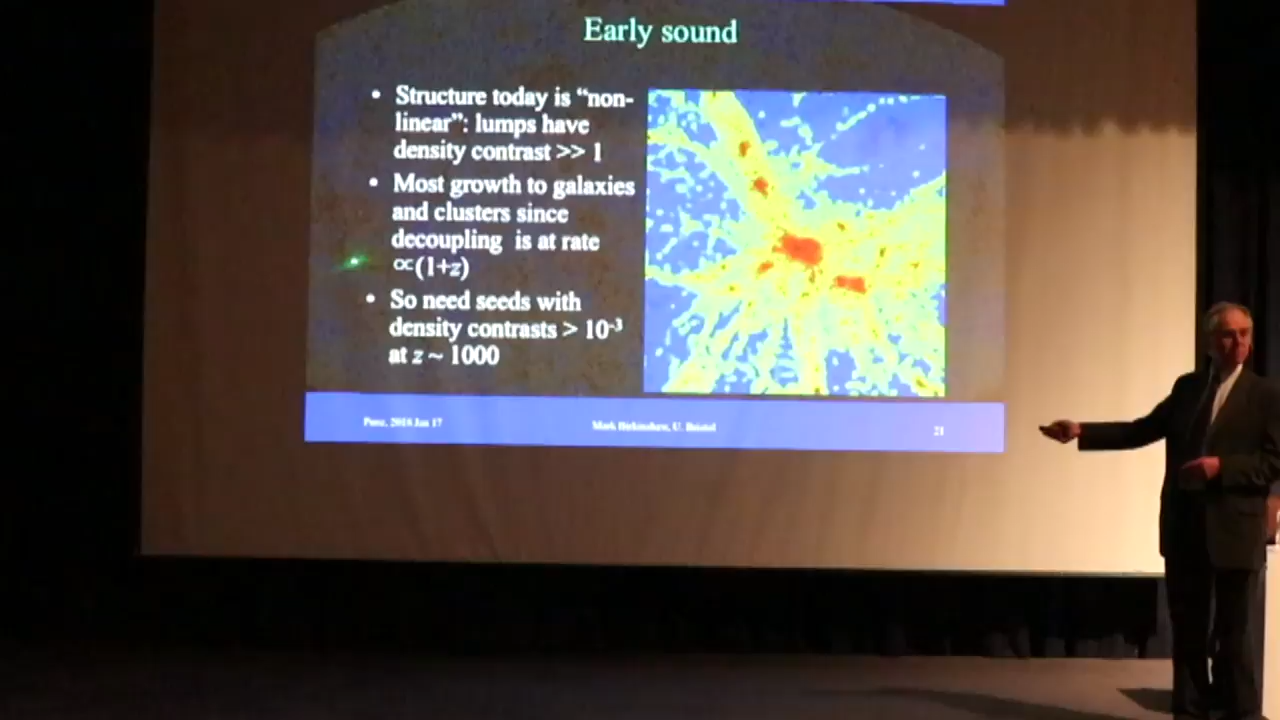 Early sound
• Structure today is “non-
linear”: lumps have
density contrast >> 1
• Most growth to galaxies
and clusters since
decoupling is at rate
∝(1+z)
• So need seeds with
density contrasts > 10⁻³
at z ~ 1000
Jan 17
Mark Birkinshaw, U. Bristol
21